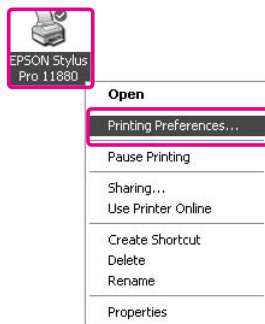 EPSON Stylus
Pro 11880
Open
Printing Preferences...
Pause Printing
Sharing...
Use Printer Online
Create Shortcut
Delete
Rename
Properties